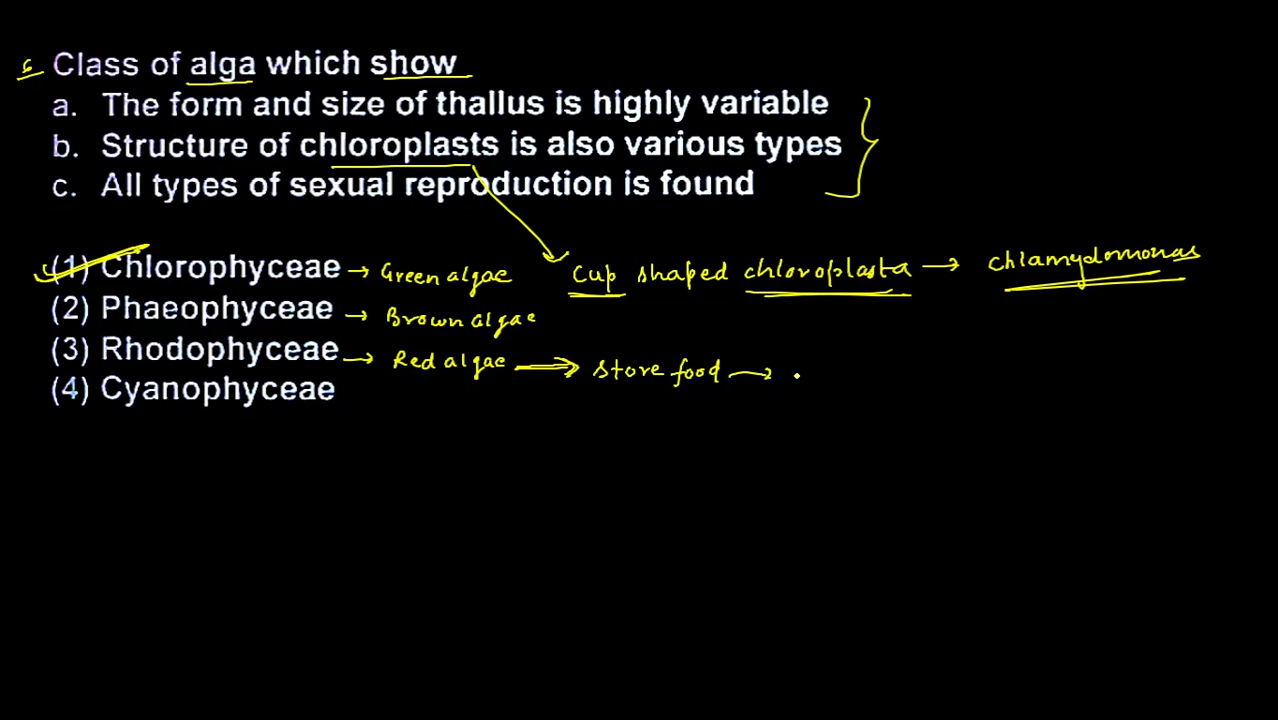 6 Class of alga which show
a. The form and size of thallus is highly variable
b. Structure of chloroplasts is also various types
c. All types of sexual reproduction is found
(1) Chlorophyceae → Green algae cup shaped chloroplasta → chlamydomonas
(2) Phaeophyceae → Brown algae
(3) Rhodophyceae → Red algae ⟹ store food →
(4) Cyanophyceae